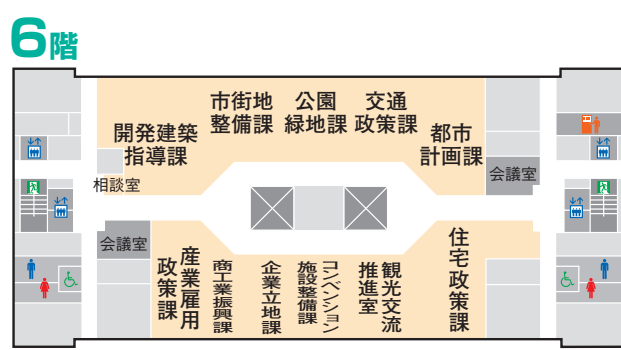 6階
市街地
整備課
公園
緑地課
交通
政策課
開発建築
指導課
都市
計画課
相談室
会議室
会議室
産業雇用
政策課
商工業振興課
企業立地課
コンベンション
施設整備課
観光交流
推進室
住宅政策課